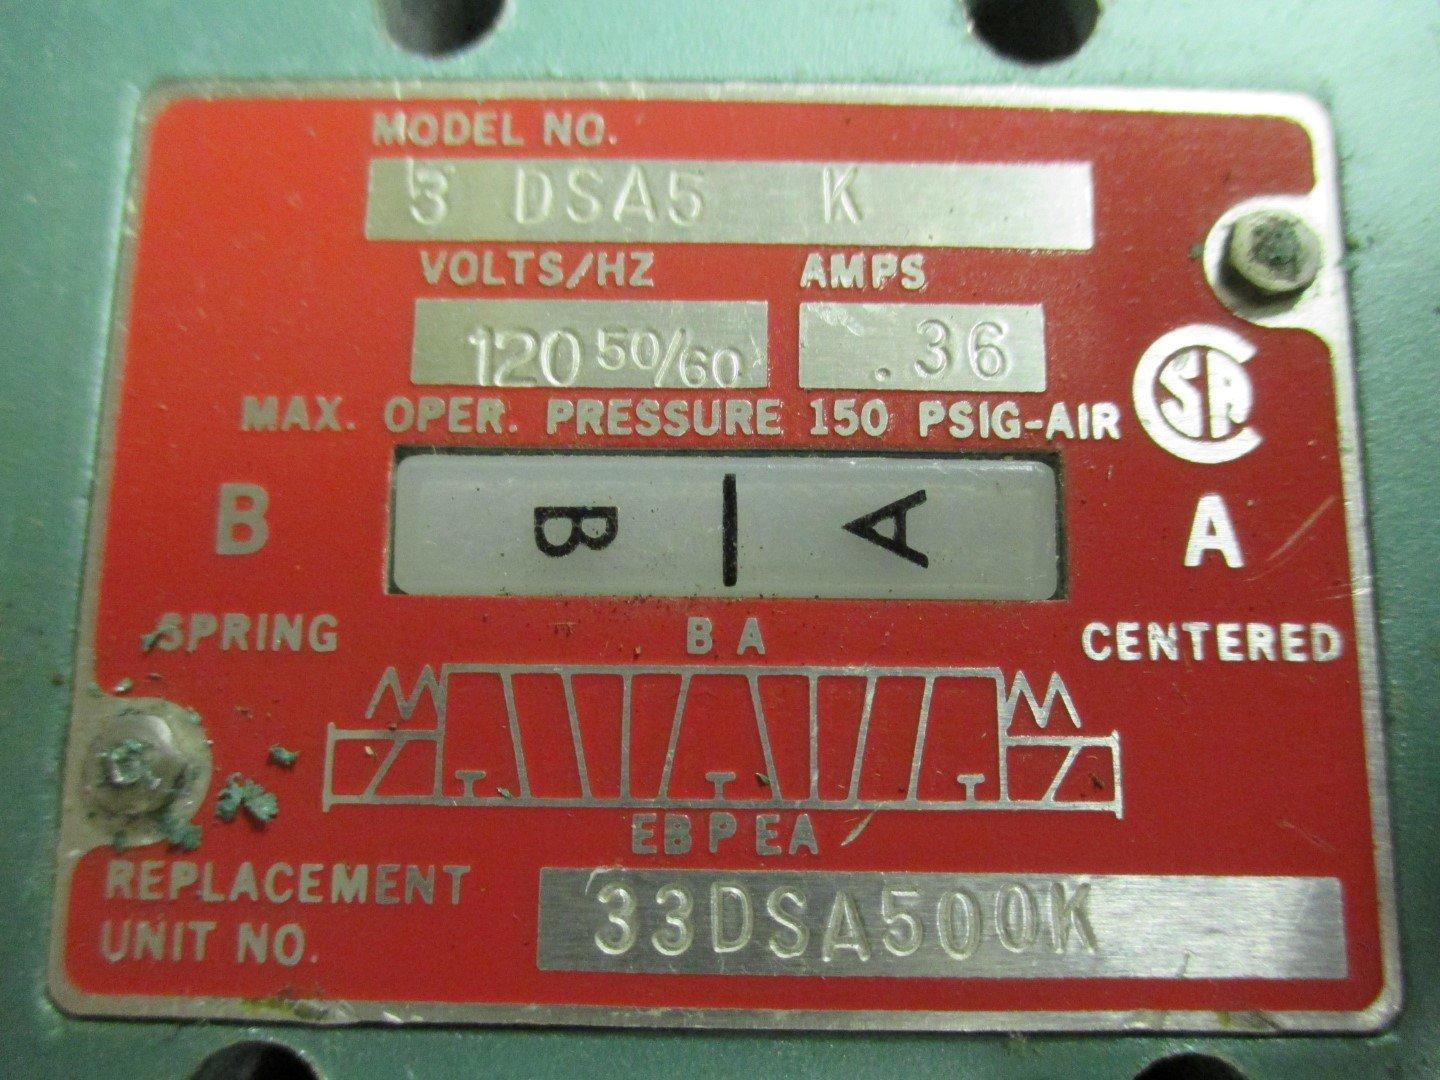 MODEL NO.
3 DSA5 K
VOLTS/HZ AMPS
120 50/60 .36
MAX. OPER. PRESSURE 150 PSIG-AIR
CSA
B B A A
SPRING B A CENTERED
EB P EA
REPLACEMENT
UNIT NO. 33DSA500K